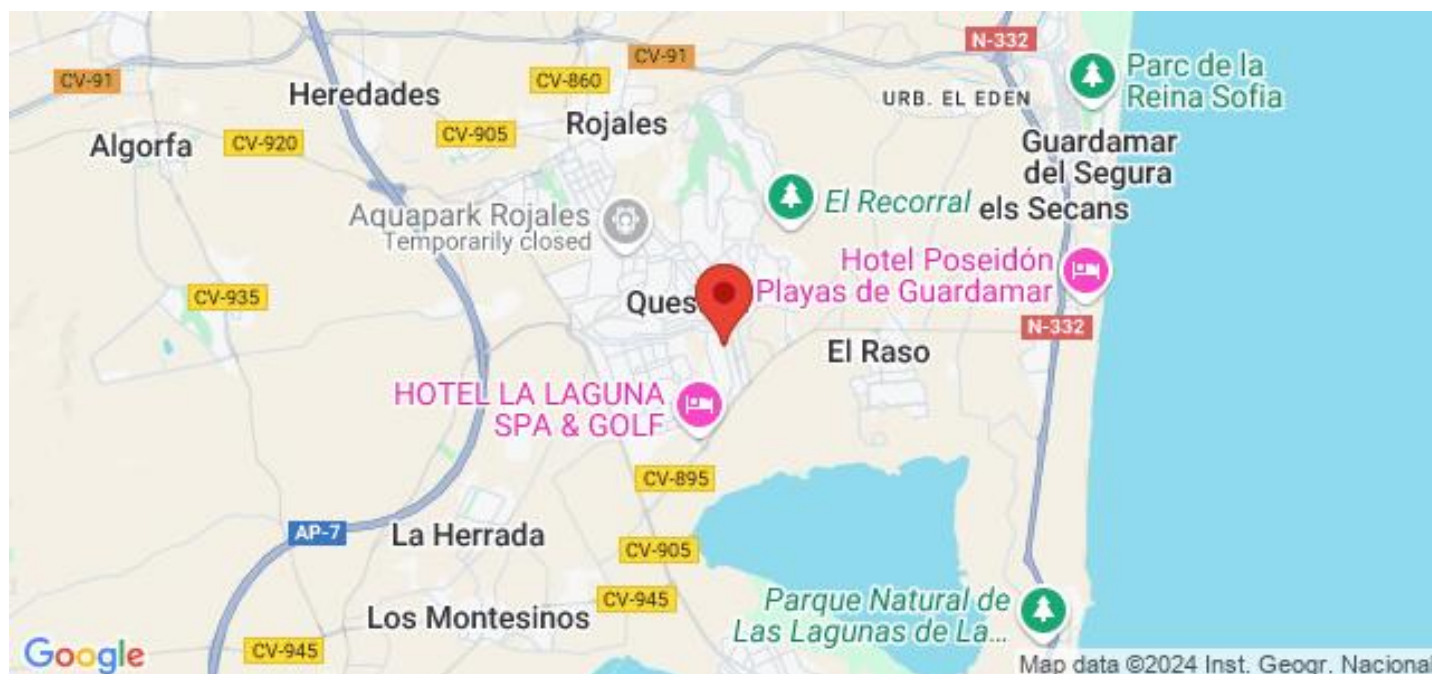 N-332
CV-91
CV-91
CV-860
Parc de la
Reina Sofia
Heredades
URB. EL EDEN
Rojales
CV-905
Algorfa
CV-920
Guardamar
del Segura
Aquapark Rojales
Temporarily closed
El Recorral
els Secans
Hotel Poseidón
Playas de Guardamar
CV-935
N-332
El Raso
HOTEL LA LAGUNA
SPA & GOLF
CV-895
AP-7
La Herrada
CV-905
CV-945
Los Montesinos
Parque Natural de
Las Lagunas de La...
CV-945
Google
Map data ©2024 Inst. Geogr. Nacional